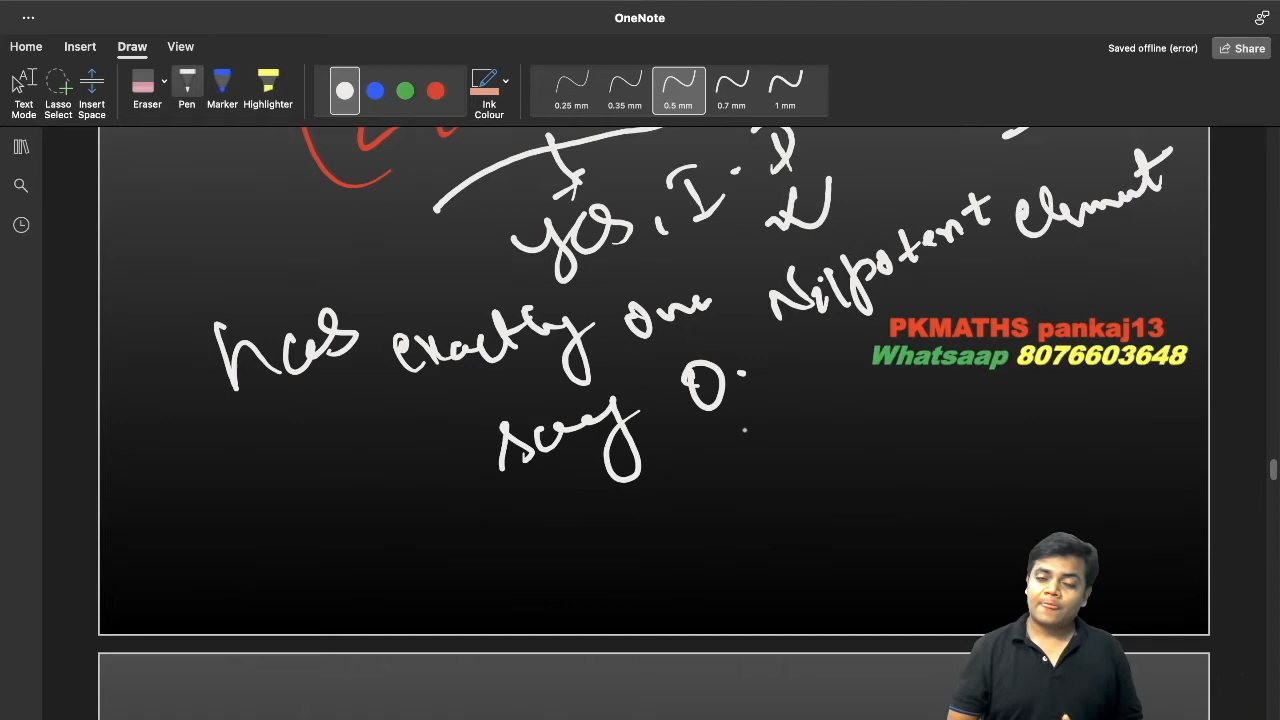 OneNote
Home Insert Draw View
Saved offline (error) Share
Text Mode Lasso Select Insert Space Eraser Pen Marker Highlighter Ink Colour 0.25 mm 0.35 mm 0.5 mm 0.7 mm 1 mm
yes, I.D
has exactly one Nilpotent element
say 0.
PKMATHS pankaj13
Whatsaap 8076603648